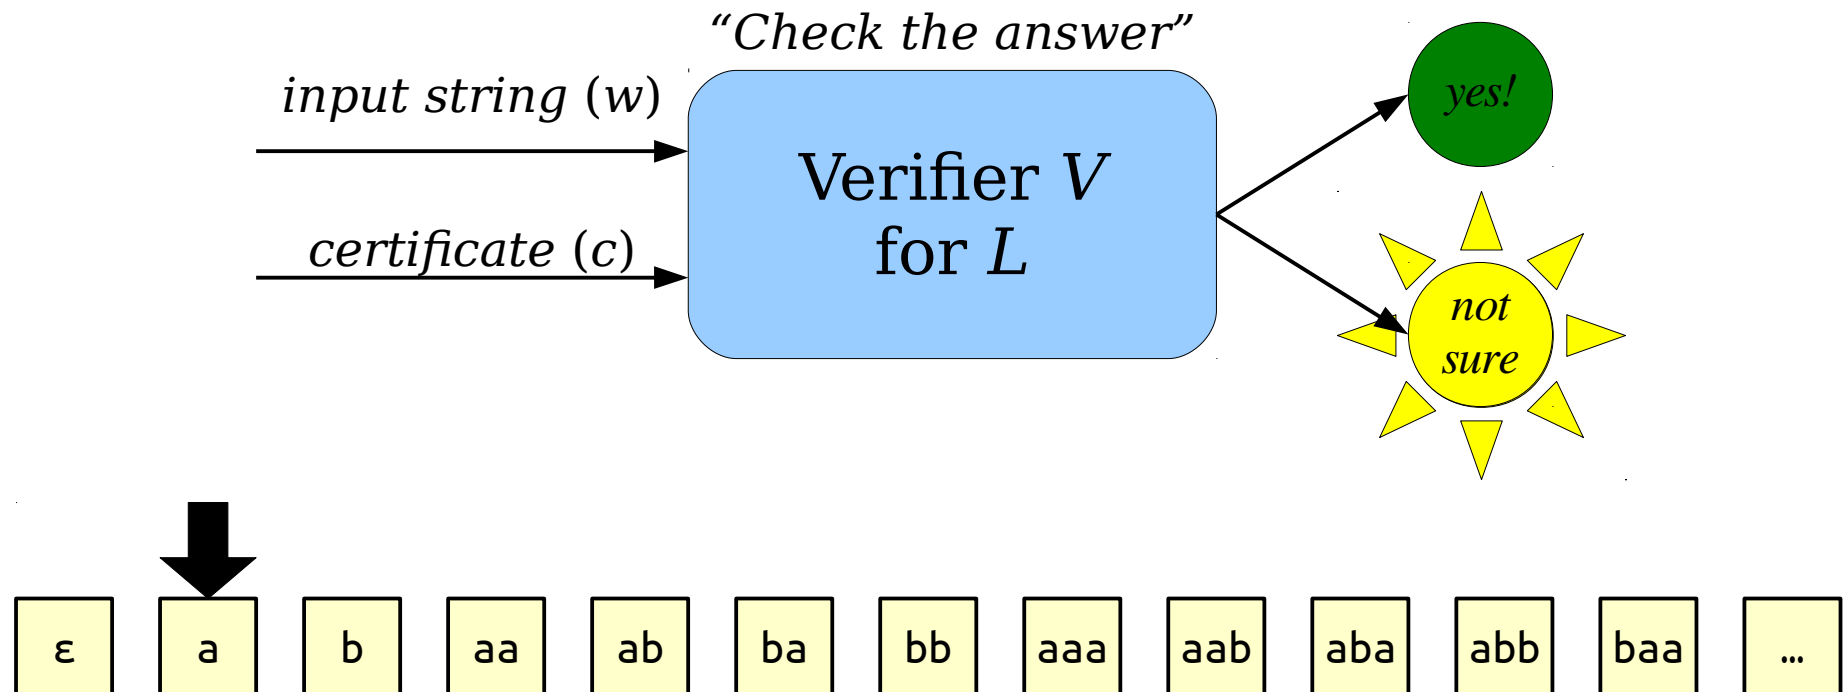 “Check the answer”
input string (w)
certificate (c)
Verifier V
for L
yes!
not
sure
ε a b aa ab ba bb aaa aab aba abb baa …